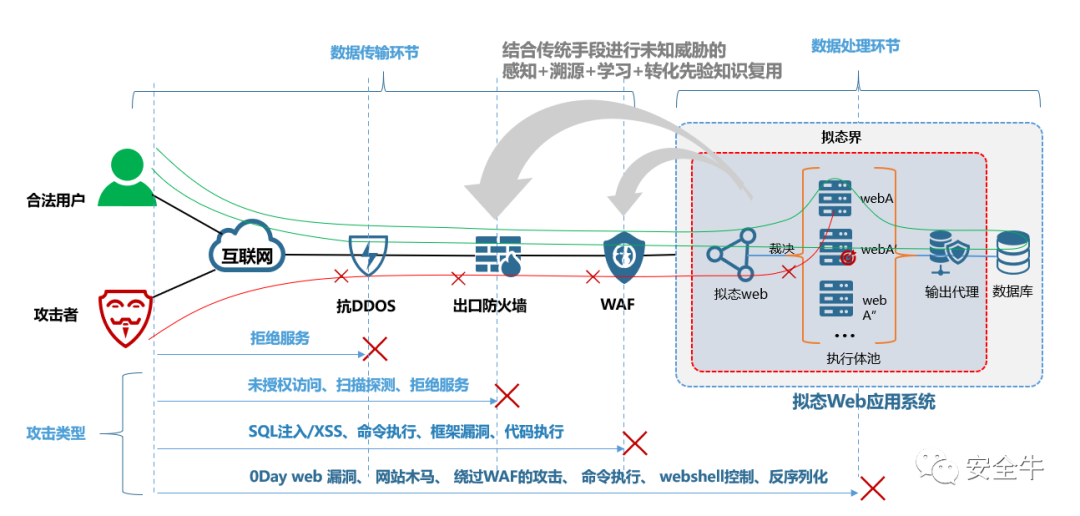 数据传输环节
结合传统手段进行未知威胁的
感知+溯源+学习+转化先验知识复用
数据处理环节
拟态界
合法用户
webA
互联网
裁决
webA‘
拟态web
输出代理
数据库
攻击者
抗DDOS
出口防火墙
WAF
web
A“
•••
执行体池
拒绝服务
未授权访问、扫描探测、拒绝服务
拟态Web应用系统
攻击类型
SQL注入/XSS、命令执行、框架漏洞、代码执行
0Day web 漏洞、 网站木马、 绕过WAF的攻击、 命令执行、 webshell控制、反序列化
安全牛